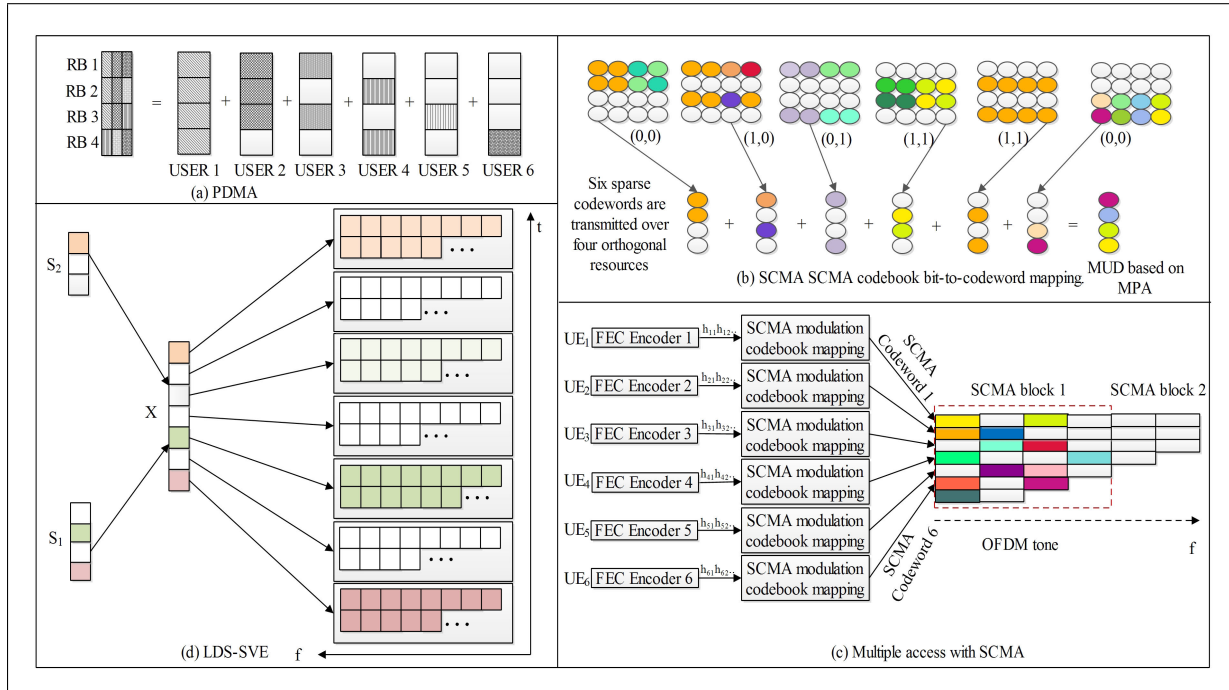 RB 1
RB 2
RB 3
RB 4
= + + + + +
USER 1 USER 2 USER 3 USER 4 USER 5 USER 6
(a) PDMA
(0,0) (1,0) (0,1) (1,1) (1,1) (0,0)
Six sparse
codewords are
transmitted over
four orthogonal
resources
+ + + + + =
(b) SCMA SCMA codebook bit-to-codeword mapping.
MUD based on
MPA
S2
X
S1
t
...
...
...
...
...
...
...
(d) LDS-SVE
f
UE1 FEC Encoder 1 h11h12.. SCMA modulation
codebook mapping
UE2 FEC Encoder 2 h21h22.. SCMA modulation
codebook mapping
UE3 FEC Encoder 3 h31h32.. SCMA modulation
codebook mapping
UE4 FEC Encoder 4 h41h42.. SCMA modulation
codebook mapping
UE5 FEC Encoder 5 h51h52.. SCMA modulation
codebook mapping
UE6 FEC Encoder 6 h61h62.. SCMA modulation
codebook mapping
SCMA
Codeword 1
SCMA block 1 SCMA block 2
SCMA
Codeword 6
OFDM tone
f
(c) Multiple access with SCMA